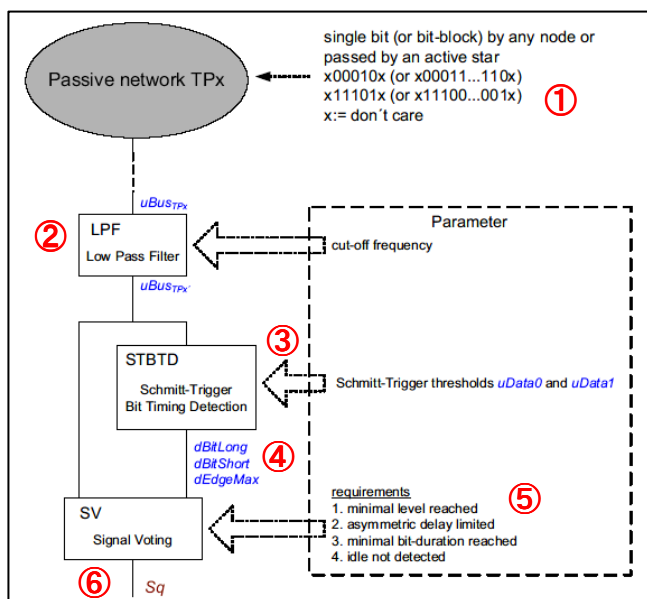 single bit (or bit-block) by any node or
passed by an active star
x00010x (or x00011...110x)
x11101x (or x11100...001x)
x:= don´t care
①
Passive network TPx
uBusTPx
②
LPF
Low Pass Filter
Parameter
cut-off frequency
uBusTPx'
③
STBTD
Schmitt-Trigger
Bit Timing Detection
Schmitt-Trigger thresholds uData0 and uData1
dBitLong
dBitShort
dEdgeMax
④
requirements
1. minimal level reached
2. asymmetric delay limited
3. minimal bit-duration reached
4. idle not detected
⑤
SV
Signal Voting
⑥
Sq